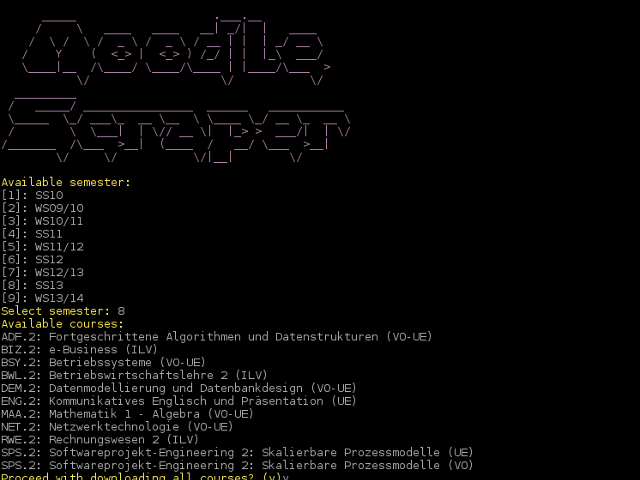 Moodle
Scraper
Available semester:
[1]: SS10
[2]: WS09/10
[3]: WS10/11
[4]: SS11
[5]: WS11/12
[6]: SS12
[7]: WS12/13
[8]: SS13
[9]: WS13/14
Select semester: 8
Available courses:
ADF.2: Fortgeschrittene Algorithmen und Datenstrukturen (VO-UE)
BIZ.2: e-Business (ILV)
BSY.2: Betriebssysteme (VO-UE)
BWL.2: Betriebswirtschaftslehre 2 (ILV)
DEM.2: Datenmodellierung und Datenbankdesign (VO-UE)
ENG.2: Kommunikatives Englisch und Präsentation (UE)
MAA.2: Mathematik 1 - Algebra (VO-UE)
NET.2: Netzwerktechnologie (VO-UE)
RWE.2: Rechnungswesen 2 (ILV)
SPS.2: Softwareprojekt-Engineering 2: Skalierbare Prozessmodelle (UE)
SPS.2: Softwareprojekt-Engineering 2: Skalierbare Prozessmodelle (VO)
Proceed with downloading all courses? (y)y